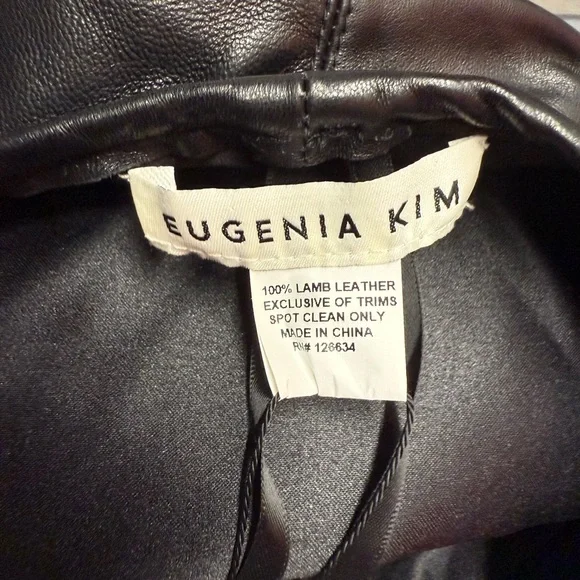 EUGENIA KIM
100% LAMB LEATHER
EXCLUSIVE OF TRIMS
SPOT CLEAN ONLY
MADE IN CHINA
RN# 126634